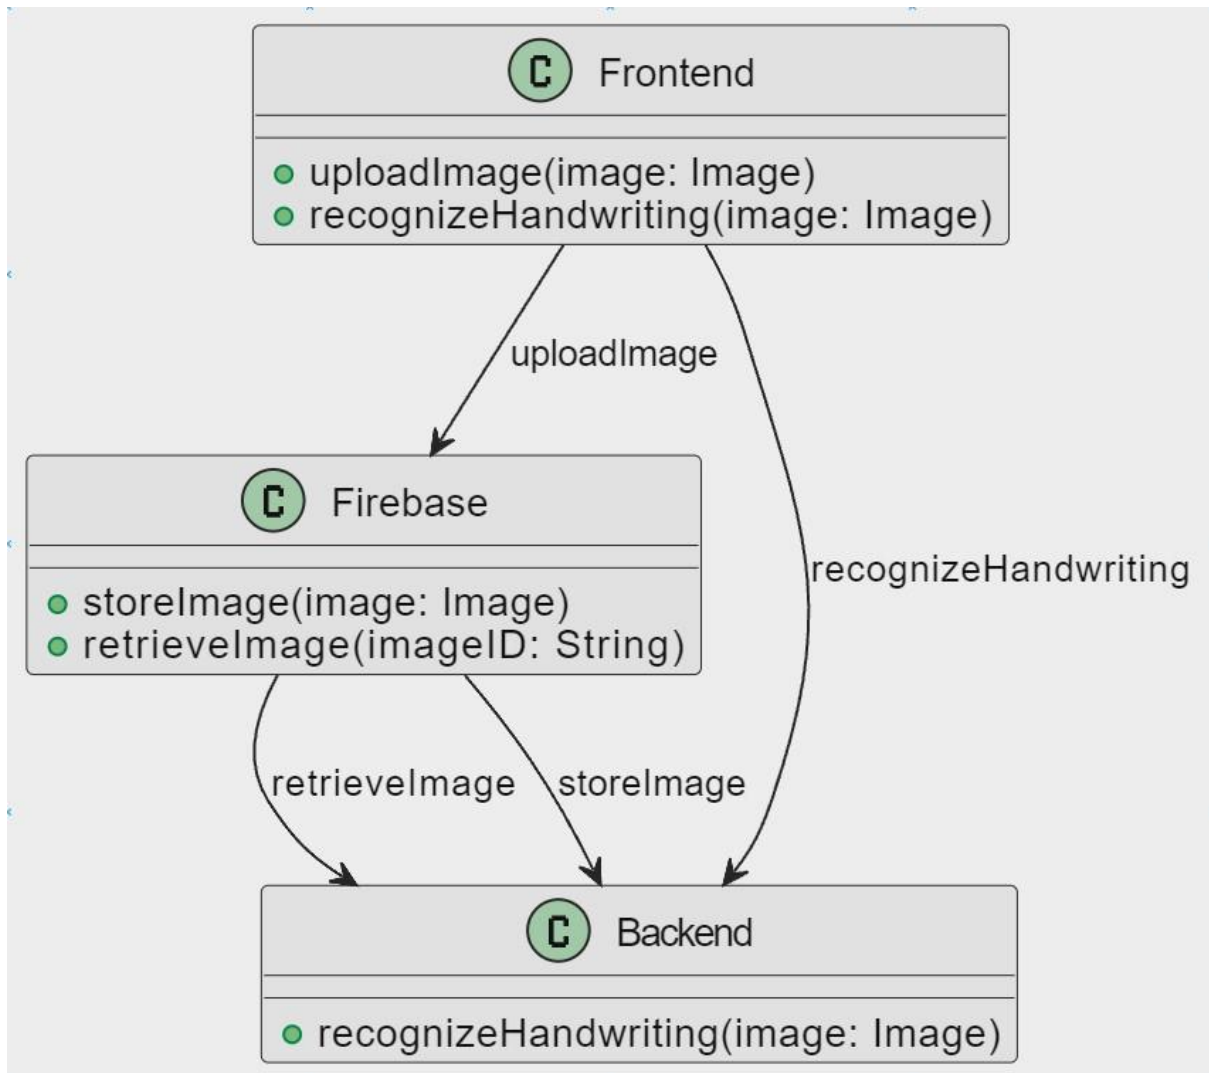 C Frontend
uploadImage(image: Image)
recognizeHandwriting(image: Image)
uploadImage
recognizeHandwriting
C Firebase
storeImage(image: Image)
retrieveImage(imageID: String)
retrieveImage
storeImage
C Backend
recognizeHandwriting(image: Image)